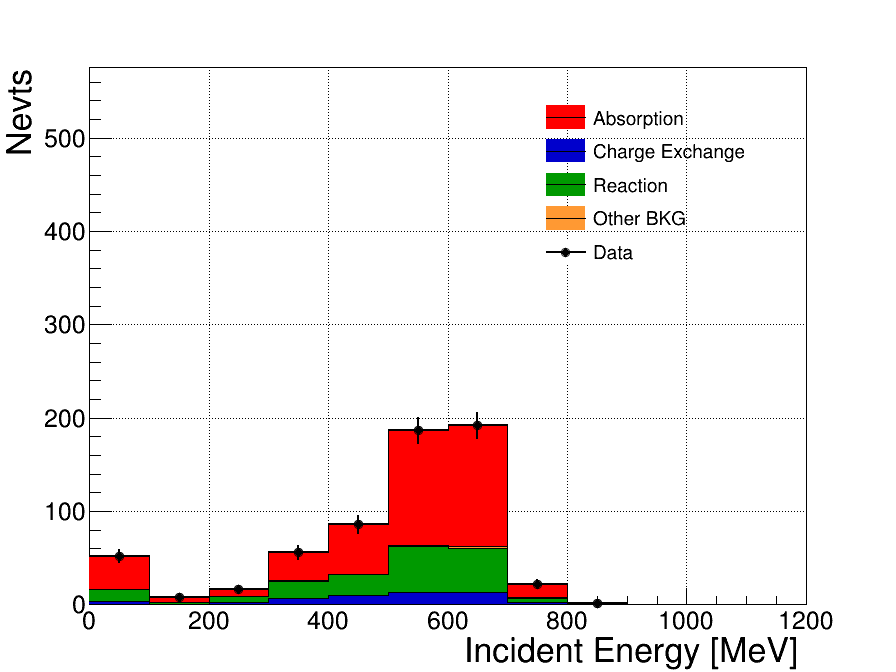 Nevts
500
400
300
200
100
0
Absorption
Charge Exchange
Reaction
Other BKG
Data
0 200 400 600 800 1000 1200
Incident Energy [MeV]